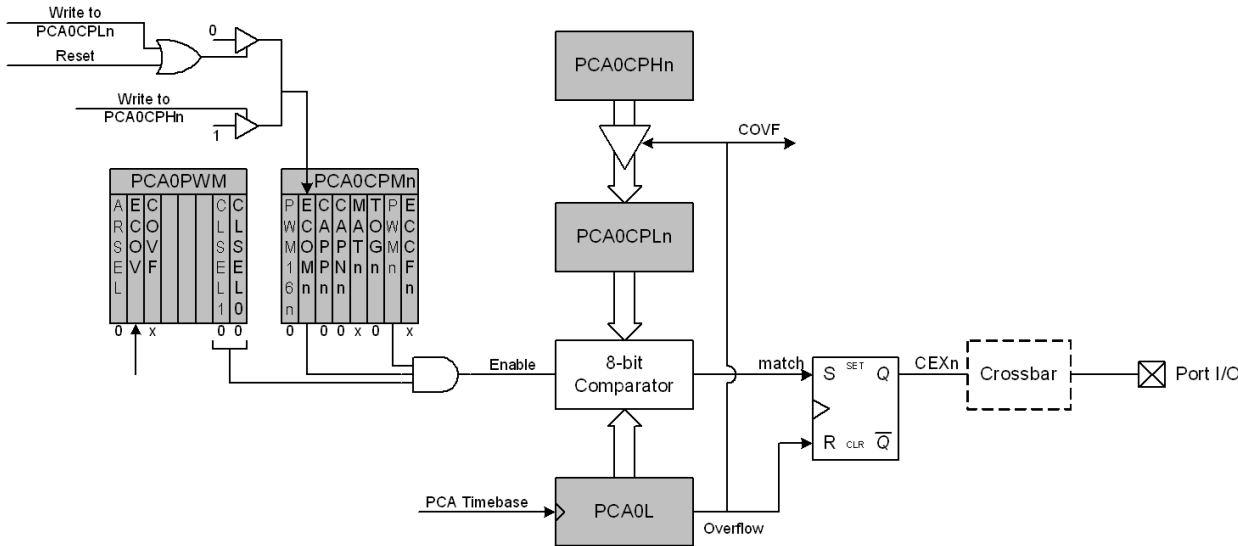 Write to
PCA0CPLn
Reset
0
Write to
PCA0CPHn
1
PCA0CPHn
COVF
PCA0PWM
ARSEL
ECOV
COVF
CLSEL1
CLSEL0
0
x
0
0
PCA0CPMn
PWM16n
ECOMn
CAPPn
CAPNn
MATn
TOGn
PWMn
ECCFn
0
0
0
x
0
x
PCA0CPLn
Enable
8-bit
Comparator
match
S SET Q
R CLR Q
CEXn
Crossbar
Port I/O
PCA Timebase
PCA0L
Overflow